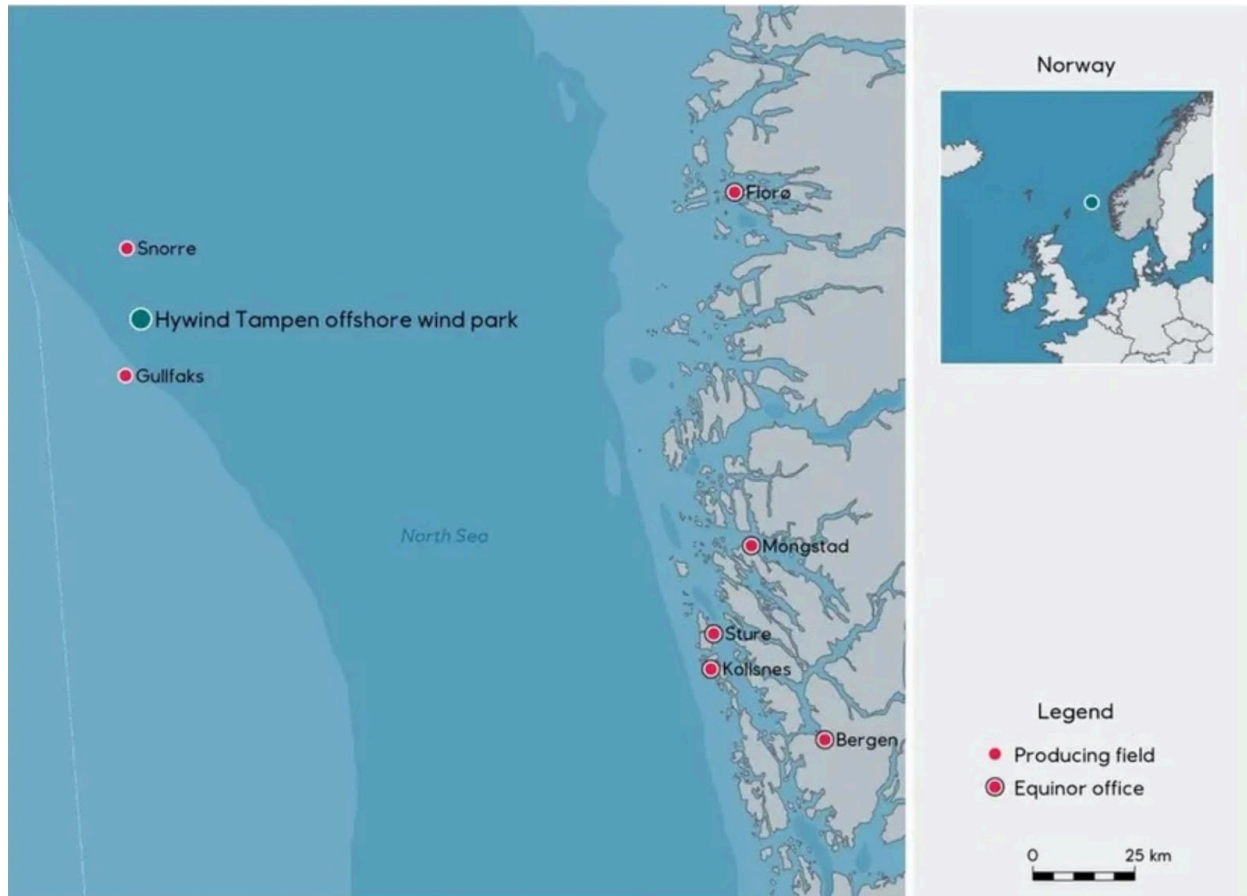 Norway
Florø
Snorre
Hywind Tampen offshore wind park
Gullfaks
North Sea
Mongstad
Sture
Kollsnes
Bergen
Legend
Producing field
Equinor office
0 25 km